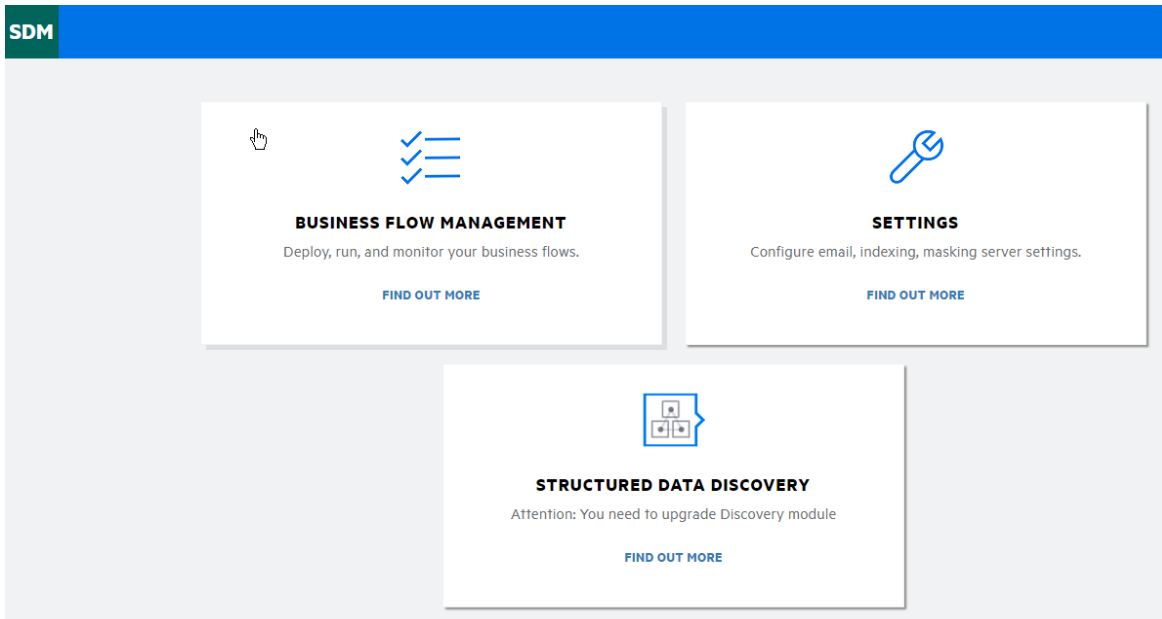 SDM
BUSINESS FLOW MANAGEMENT
Deploy, run, and monitor your business flows.
FIND OUT MORE
SETTINGS
Configure email, indexing, masking server settings.
FIND OUT MORE
STRUCTURED DATA DISCOVERY
Attention: You need to upgrade Discovery module
FIND OUT MORE